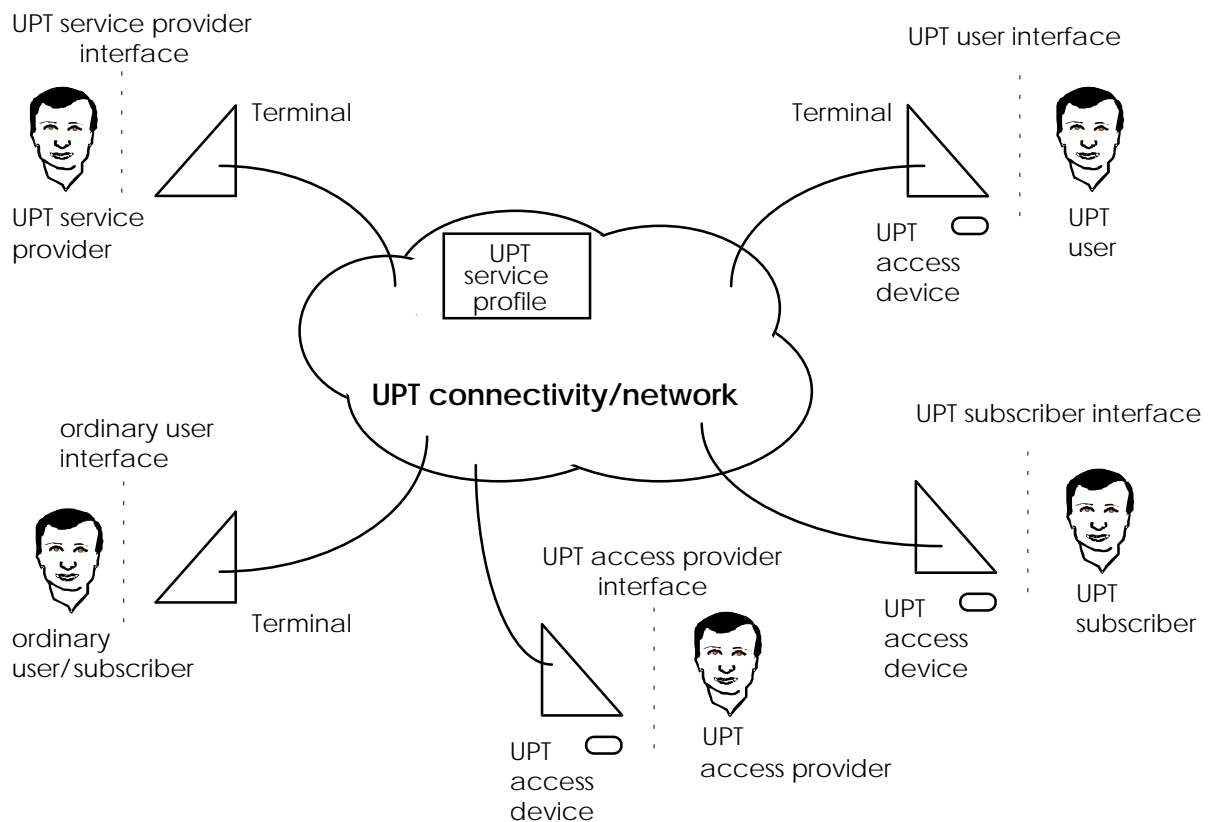 UPT service provider
interface
UPT user interface
Terminal
Terminal
UPT service
provider
UPT
access
device
UPT
user
UPT
service
profile
UPT connectivity/network
ordinary user
interface
UPT subscriber interface
UPT access provider
interface
UPT
access
device
UPT
subscriber
Terminal
ordinary
user/subscriber
UPT
access
device
UPT
access provider